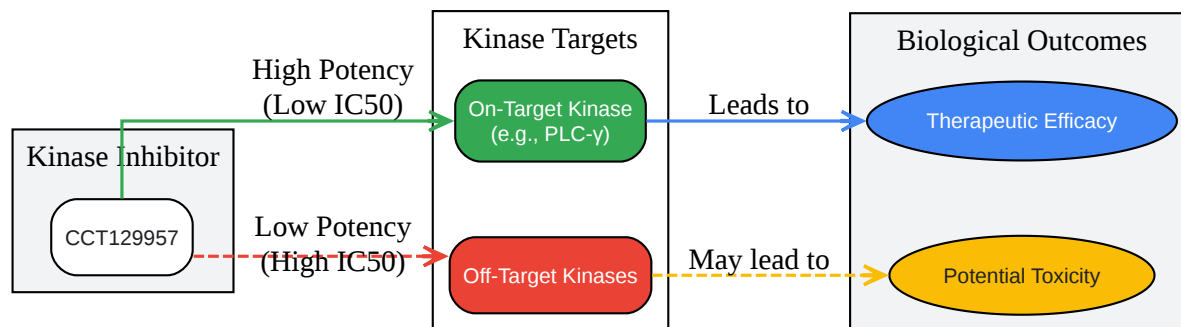 Kinase Inhibitor
CCT129957
High Potency
(Low IC50)
Low Potency
(High IC50)
Kinase Targets
On-Target Kinase
(e.g., PLC-γ)
Off-Target Kinases
Leads to
May lead to
Biological Outcomes
Therapeutic Efficacy
Potential Toxicity